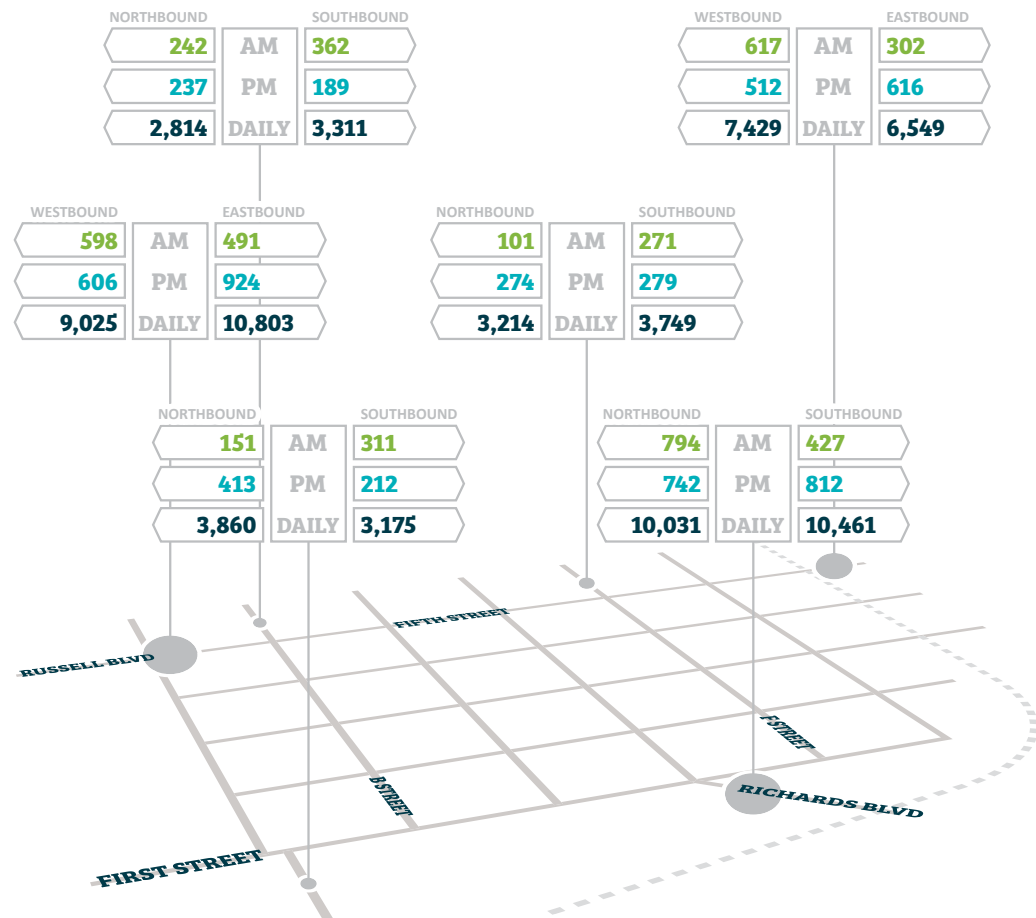 NORTHBOUND SOUTHBOUND
242 AM 362
237 PM 189
2,814 DAILY 3,311
WESTBOUND EASTBOUND
617 AM 302
512 PM 616
7,429 DAILY 6,549
WESTBOUND EASTBOUND
598 AM 491
606 PM 924
9,025 DAILY 10,803
NORTHBOUND SOUTHBOUND
101 AM 271
274 PM 279
3,214 DAILY 3,749
NORTHBOUND SOUTHBOUND
151 AM 311
413 PM 212
3,860 DAILY 3,175
NORTHBOUND SOUTHBOUND
794 AM 427
742 PM 812
10,031 DAILY 10,461
FIFTH STREET
RUSSELL BLVD
F STREET
B STREET
RICHARDS BLVD
FIRST STREET